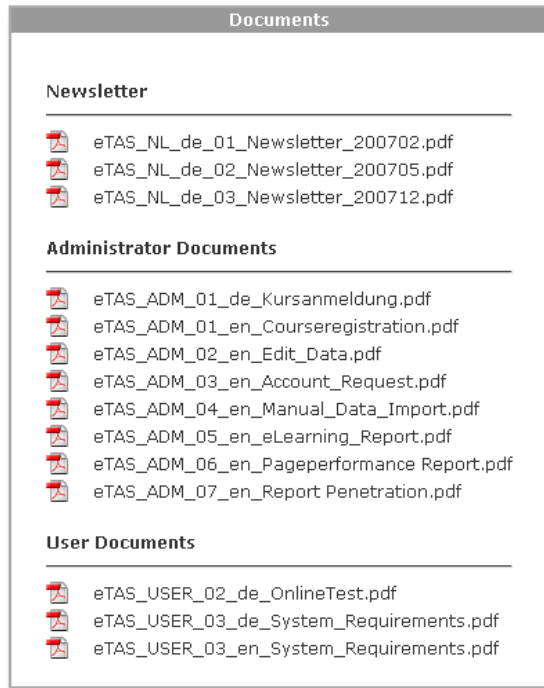 Documents
Newsletter
eTAS_NL_de_01_Newsletter_200702.pdf
eTAS_NL_de_02_Newsletter_200705.pdf
eTAS_NL_de_03_Newsletter_200712.pdf
Administrator Documents
eTAS_ADM_01_de_Kursanmeldung.pdf
eTAS_ADM_01_en_Courseregistration.pdf
eTAS_ADM_02_en_Edit_Data.pdf
eTAS_ADM_03_en_Account_Request.pdf
eTAS_ADM_04_en_Manual_Data_Import.pdf
eTAS_ADM_05_en_eLearning_Report.pdf
eTAS_ADM_06_en_Pageperformance Report.pdf
eTAS_ADM_07_en_Report Penetration.pdf
User Documents
eTAS_USER_02_de_OnlineTest.pdf
eTAS_USER_03_de_System_Requirements.pdf
eTAS_USER_03_en_System_Requirements.pdf